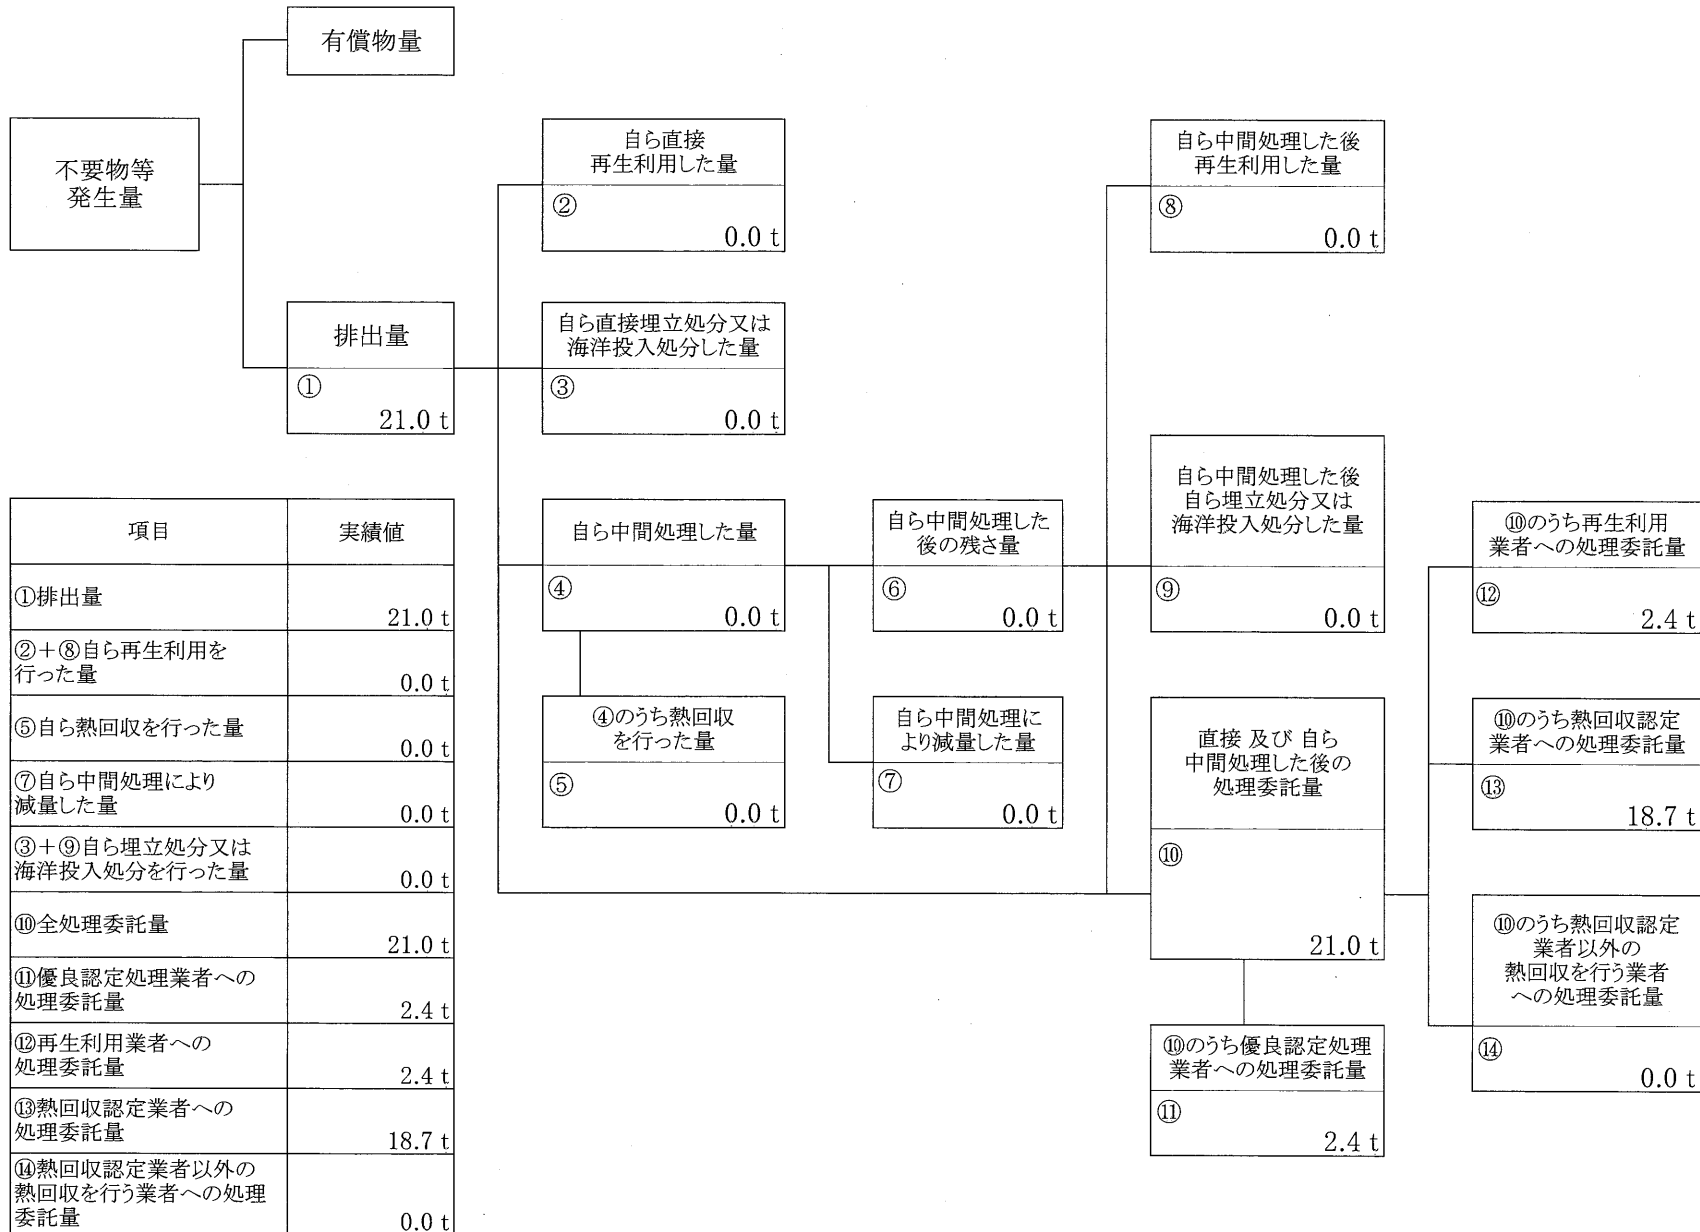 有償物量
不要物等
発生量
排出量
①
21.0 t
自ら直接
再生利用した量
②
0.0 t
自ら直接埋立処分又は
海洋投入処分した量
③
0.0 t
自ら中間処理した量
④
0.0 t
④のうち熱回収
を行った量
⑤
0.0 t
自ら中間処理した
後の残さ量
⑥
0.0 t
自ら中間処理に
より減量した量
⑦
0.0 t
自ら中間処理した後
再生利用した量
⑧
0.0 t
自ら中間処理した後
自ら埋立処分又は
海洋投入処分した量
⑨
0.0 t
直接 及び 自ら
中間処理した後の
処理委託量
⑩
21.0 t
⑩のうち優良認定処理
業者への処理委託量
⑪
2.4 t
⑩のうち再生利用
業者への処理委託量
⑫
2.4 t
⑩のうち熱回収認定
業者への処理委託量
⑬
18.7 t
⑩のうち熱回収認定
業者以外の
熱回収を行う業者
への処理委託量
⑭
0.0 t
項目 実績値
①排出量
21.0 t
②+⑧自ら再生利用を
行った量
0.0 t
⑤自ら熱回収を行った量
0.0 t
⑦自ら中間処理により
減量した量
0.0 t
③+⑨自ら埋立処分又は
海洋投入処分を行った量
0.0 t
⑩全処理委託量
21.0 t
⑪優良認定処理業者への
処理委託量
2.4 t
⑫再生利用業者への
処理委託量
2.4 t
⑬熱回収認定業者への
処理委託量
18.7 t
⑭熱回収認定業者以外の
熱回収を行う業者への処理
委託量
0.0 t